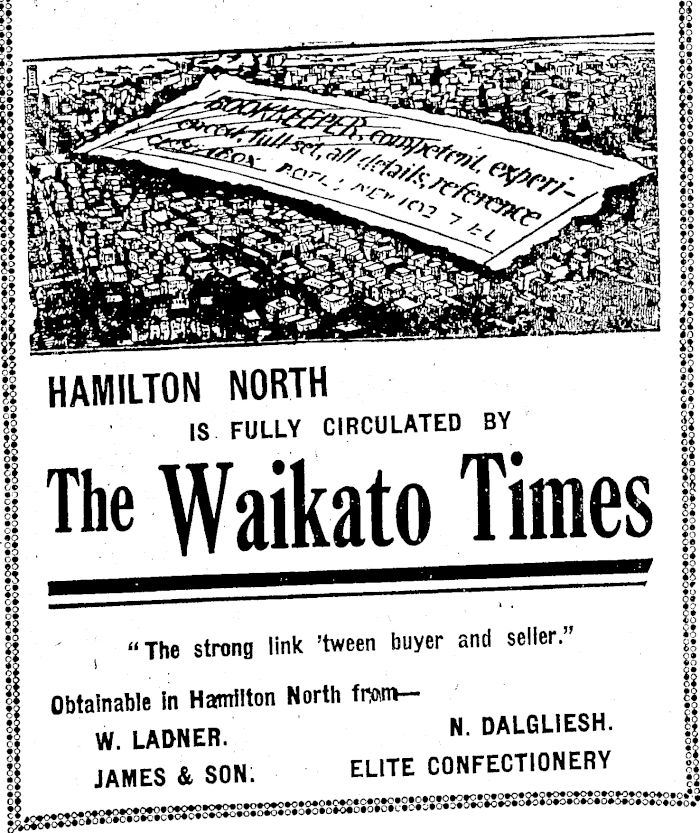 BOOKKEEPER, competent, experi-
enced, full set, all details, reference
HAMILTON NORTH
IS FULLY CIRCULATED BY
The Waikato Times
"The strong link 'tween buyer and seller."
Obtainable in Hamilton North from—
W. LADNER.
N. DALGLIESH.
JAMES & SON.
ELITE CONFECTIONERY